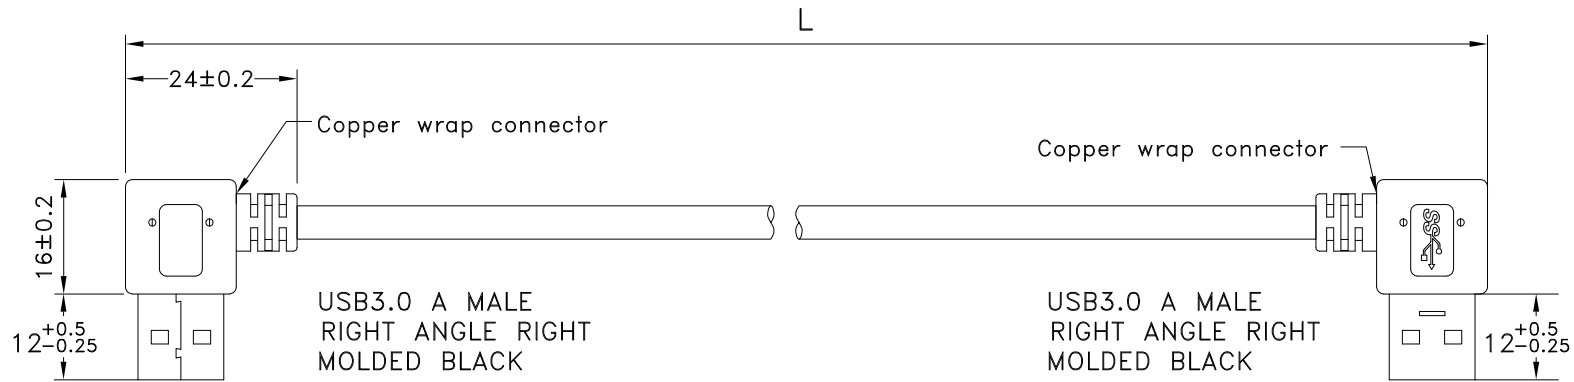 L
24±0.2
Copper wrap connector
Copper wrap connector
16±0.2
SS
USB3.0 A MALE
RIGHT ANGLE RIGHT
MOLDED BLACK
USB3.0 A MALE
RIGHT ANGLE RIGHT
MOLDED BLACK
12+0.5
-0.25
12+0.5
-0.25